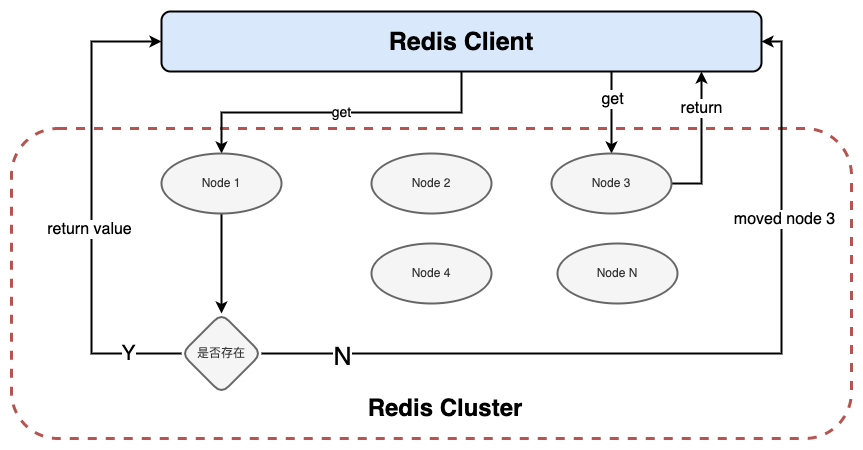 Redis Client
get
get
return
Node 1
Node 2
Node 3
return value
moved node 3
Node 4
Node N
Y
是否存在
N
Redis Cluster